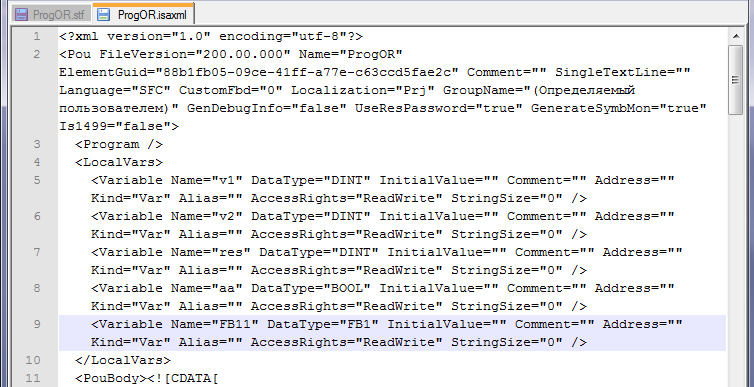 ProgOR.stf ProgOR.isaxml
1 <?xml version="1.0" encoding="utf-8"?>
2 <Pou FileVersion="200.00.000" Name="ProgOR"
ElementGuid="88b1fb05-09ce-41ff-a77e-c63ccd5fae2c" Comment="" SingleTextLine=""
Language="SFC" CustomFbd="0" Localization="Prj" GroupName="(Определяемый
пользователем)" GenDebugInfo="false" UseResPassword="true" GenerateSymbMon="true"
Is1499="false">
3 <Program />
4 <LocalVars>
5 <Variable Name="v1" DataType="DINT" InitialValue="" Comment="" Address=""
Kind="Var" Alias="" AccessRights="ReadWrite" StringSize="0" />
6 <Variable Name="v2" DataType="DINT" InitialValue="" Comment="" Address=""
Kind="Var" Alias="" AccessRights="ReadWrite" StringSize="0" />
7 <Variable Name="res" DataType="DINT" InitialValue="" Comment="" Address=""
Kind="Var" Alias="" AccessRights="ReadWrite" StringSize="0" />
8 <Variable Name="aa" DataType="BOOL" InitialValue="" Comment="" Address=""
Kind="Var" Alias="" AccessRights="ReadWrite" StringSize="0" />
9 <Variable Name="FB11" DataType="FB1" InitialValue="" Comment="" Address=""
Kind="Var" Alias="" AccessRights="ReadWrite" StringSize="0" />
10 </LocalVars>
11 <PouBody><![CDATA[